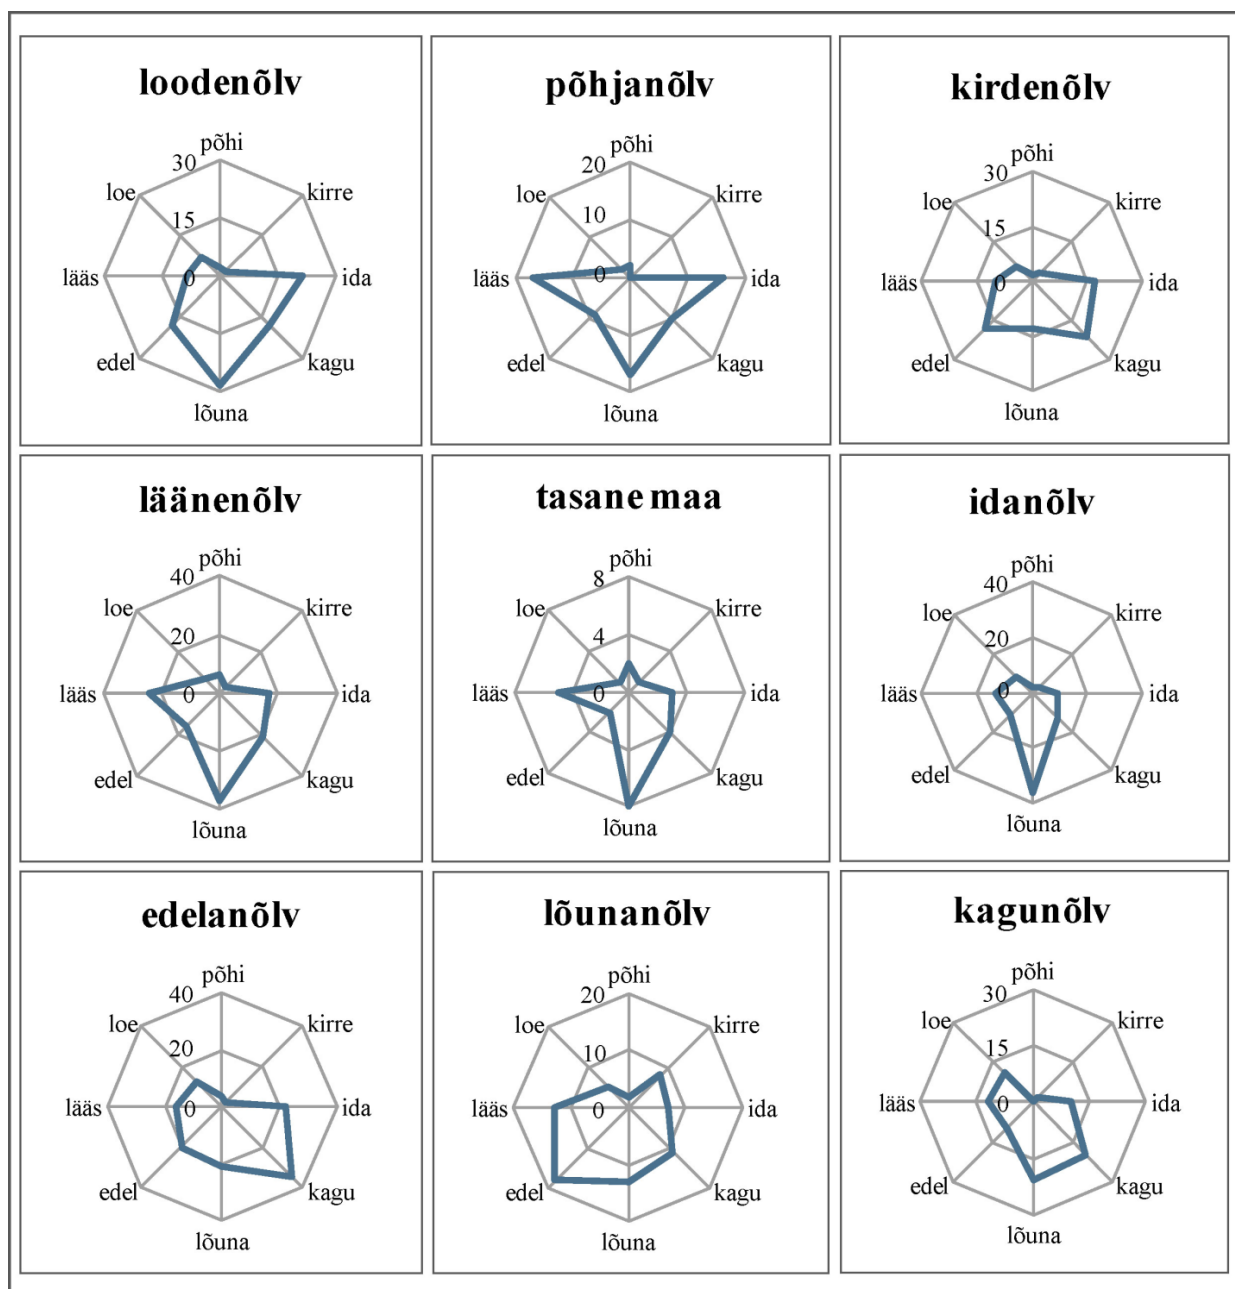 loodenõlv
põhi
30
loe
kirre
15
lääs
0
ida
edel
kagu
lõuna
põhjanõlv
põhi
20
loe
kirre
10
lääs
0
ida
edel
kagu
lõuna
kirdenõlv
põhi
30
loe
kirre
15
lääs
0
ida
edel
kagu
lõuna
läänenõlv
põhi
40
loe
kirre
20
lääs
0
ida
edel
kagu
lõuna
tasane maa
põhi
8
loe
kirre
4
lääs
0
ida
edel
kagu
lõuna
idanõlv
põhi
40
loe
kirre
20
lääs
0
ida
edel
kagu
lõuna
edelanõlv
põhi
40
loe
kirre
20
lääs
0
ida
edel
kagu
lõuna
lõunanõlv
põhi
20
loe
kirre
10
lääs
0
ida
edel
kagu
lõuna
kagunõlv
põhi
30
loe
kirre
15
lääs
0
ida
edel
kagu
lõuna